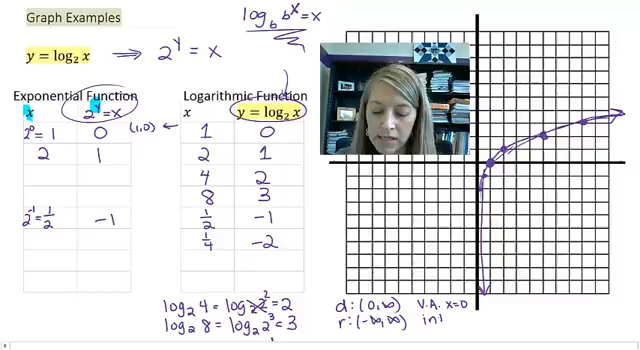 Graph Examples
log_b b^x = x
y = log₂ x ⟹ 2^y = x
Exponential Function
x 2^y = x
2⁰ = 1 0 (1,0) ←
2 1
2⁻¹ = 1/2 −1
Logarithmic Function
x y = log₂ x
1 0
2 1
4 2
8 3
1/2 −1
1/4 −2
log₂ 4 = log₂ 2² = 2
log₂ 8 = log₂ 2³ = 3
d: (0, ∞) V.A. x=0
r: (-∞, ∞) int